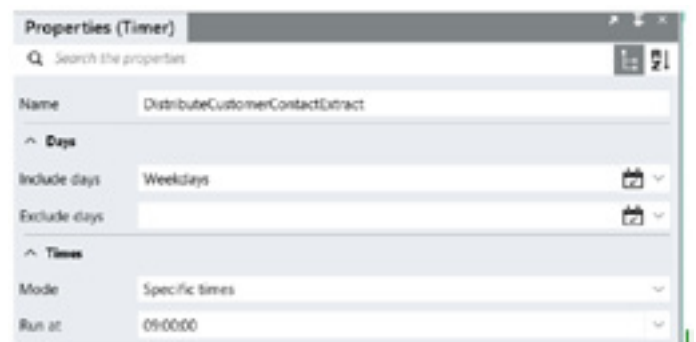 Properties (Timer)
Search the properties
Name DistributeCustomerContactExtract
Days
Include days Weekdays
Exclude days
Times
Mode Specific times
Run at 09:00:00